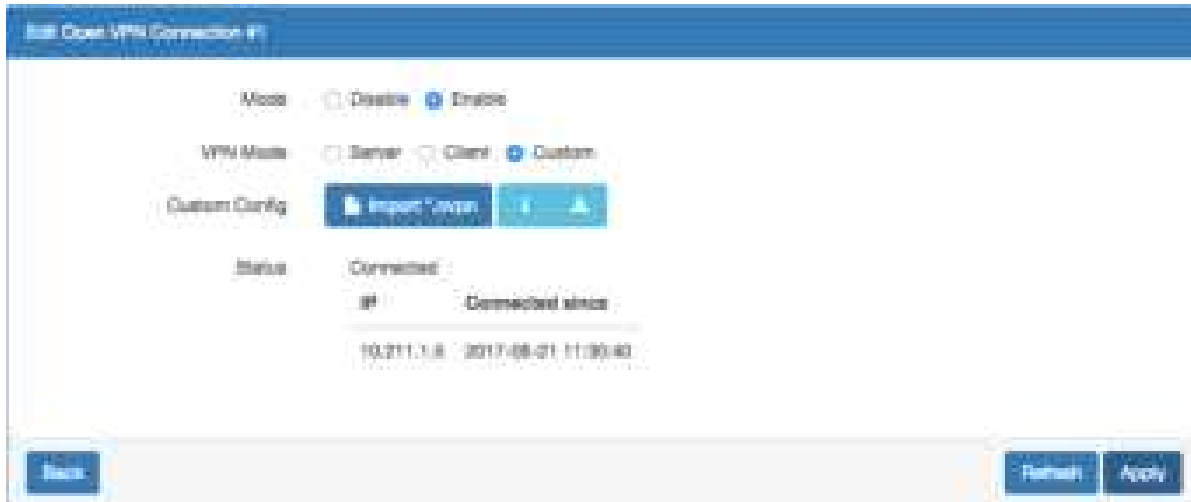 Edit Open VPN Connection #1
Mode Disable Enable
VPN Mode Server Client Custom
Custom Config Import *.ovpn
Status Connected
IP Connected since
10.211.1.6 2017-08-21 11:30:40
Back Refresh Apply